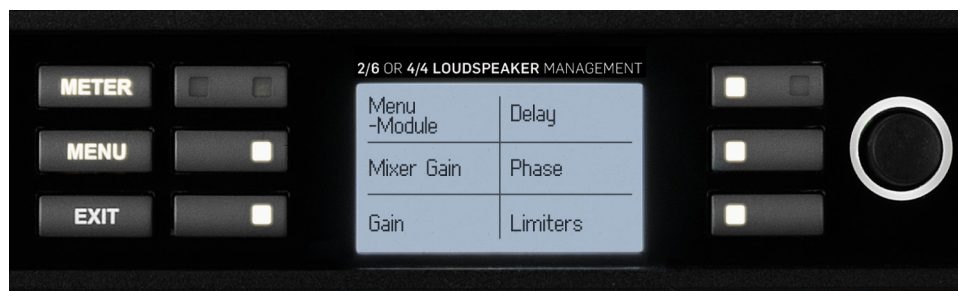 2/6 OR 4/4 LOUDSPEAKER MANAGEMENT
METER
Menu
-Module
Delay
MENU
Mixer Gain
Phase
EXIT
Gain
Limiters